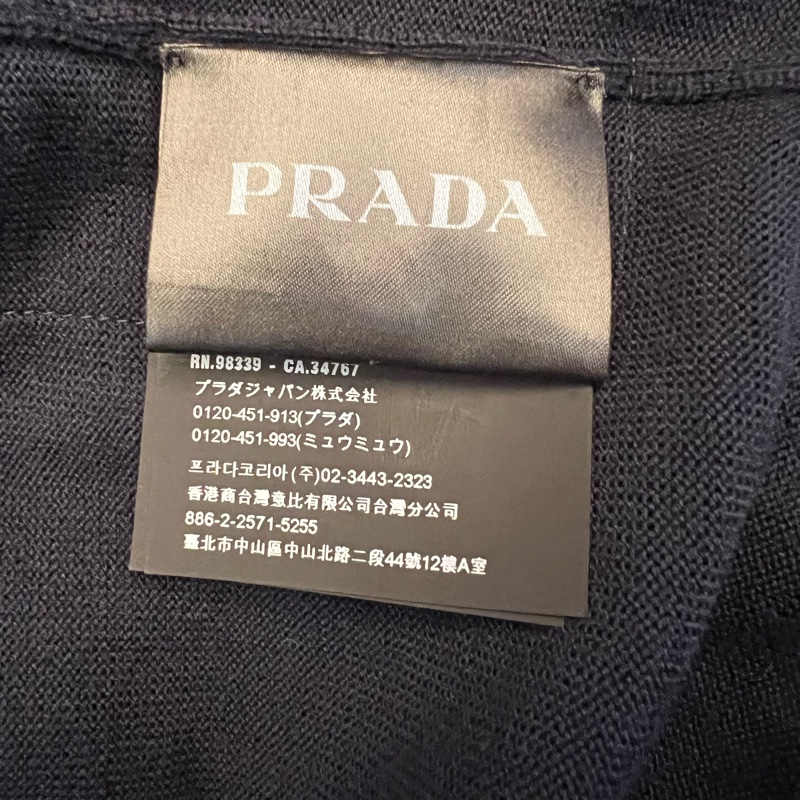 PRADA
RN.98339 - CA.34767
プラダジャパン株式会社
0120-451-913(プラダ)
0120-451-993(ミュウミュウ)
프라다코리아(주)02-3443-2323
香港商台灣意比有限公司台灣分公司
886-2-2571-5255
臺北市中山區中山北路二段44號12樓A室